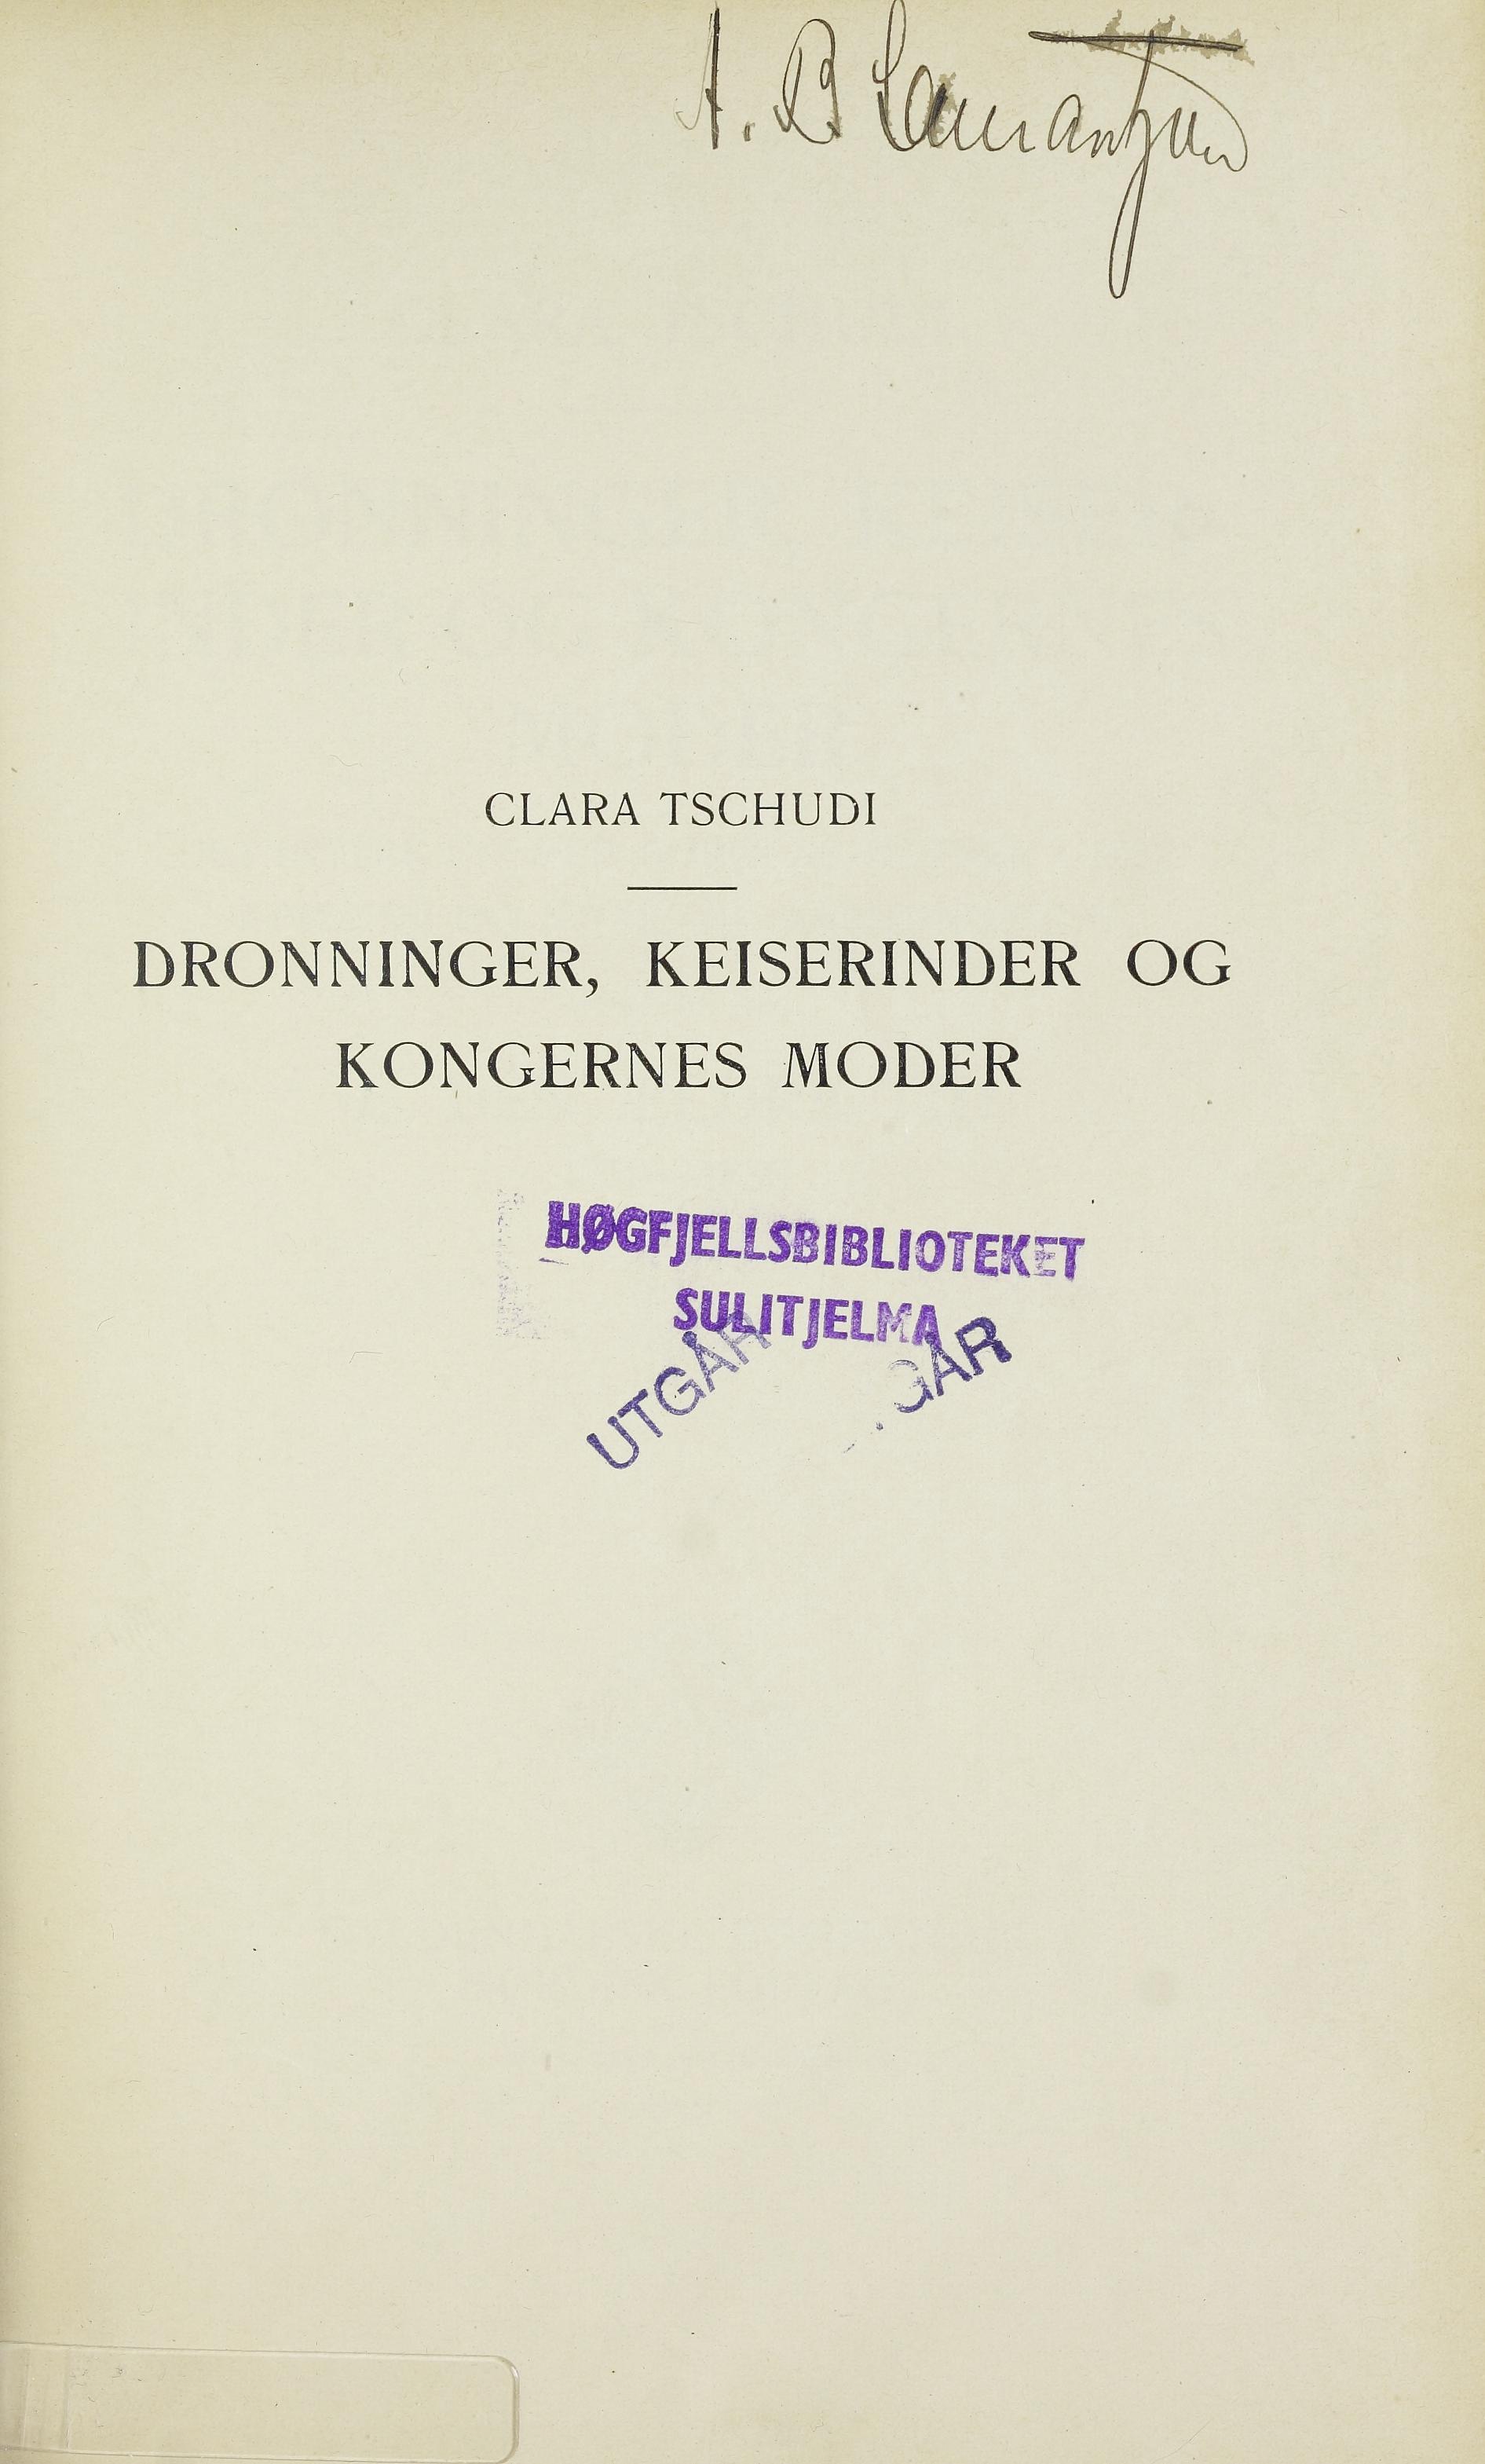 A. B
CLARA TSCHUDI
DRONNINGER, KEISERINDER OG
KONGERNES MODER
HØGFJELLSBIBLIOTEKET
SULITJELMA
UTGÅR
GÅR